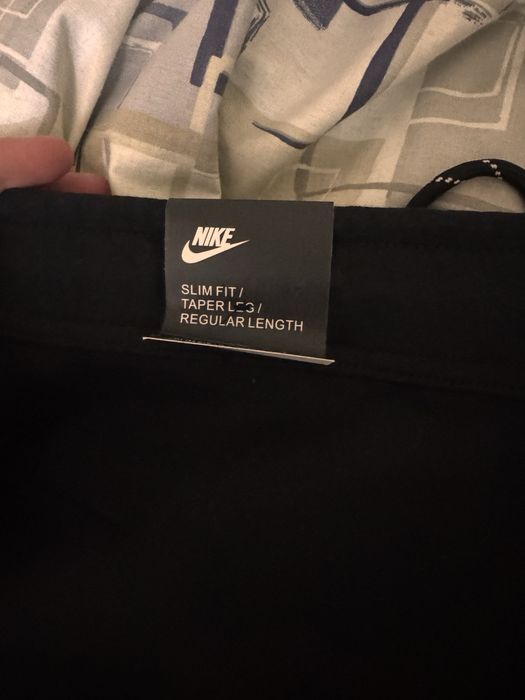 NIKE
SLIM FIT /
TAPER LEG /
REGULAR LENGTH